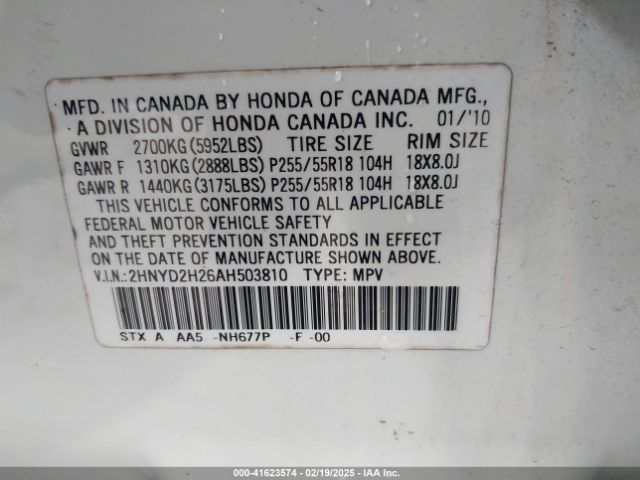 MFD. IN CANADA BY HONDA OF CANADA MFG.,
A DIVISION OF HONDA CANADA INC. 01/'10
GVWR 2700KG(5952LBS) TIRE SIZE RIM SIZE
GAWR F 1310KG(2888LBS) P255/55R18 104H 18X8.0J
GAWR R 1440KG(3175LBS) P255/55R18 104H 18X8.0J
THIS VEHICLE CONFORMS TO ALL APPLICABLE
FEDERAL MOTOR VEHICLE SAFETY
AND THEFT PREVENTION STANDARDS IN EFFECT
ON THE DATE OF MANUFACTURE SHOWN ABOVE.
V.I.N.:2HNYD2H26AH503810 TYPE: MPV
STX A AA5 -NH677P -F -00
000-41623574 | 02/19/2025 - IAA Inc.